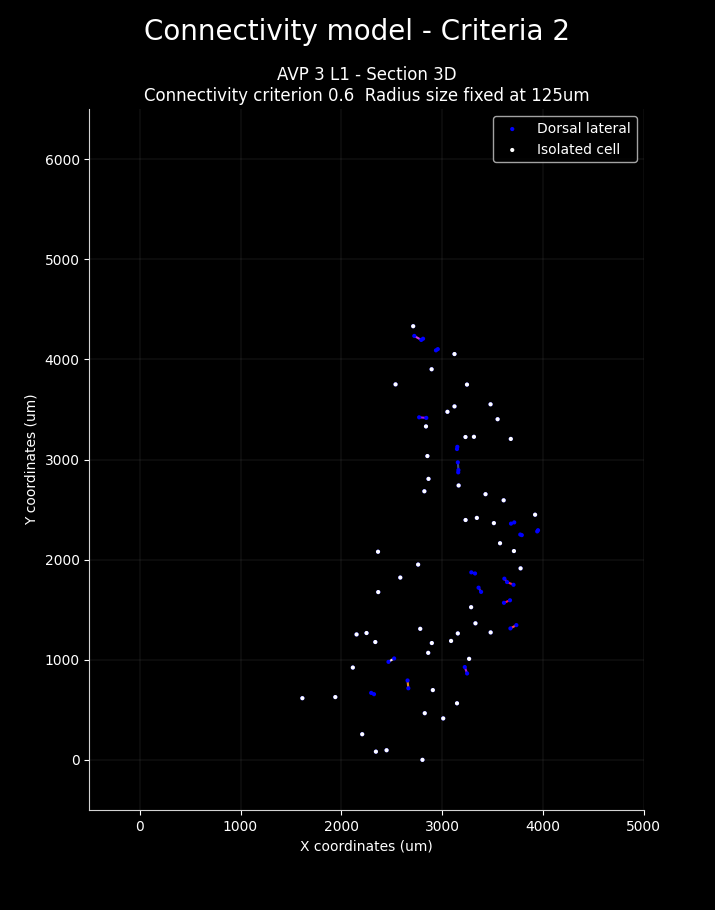 Connectivity model - Criteria 2
AVP 3 L1 - Section 3D
Connectivity criterion 0.6  Radius size fixed at 125um
Dorsal lateral
Isolated cell
6000
5000
4000
3000
2000
1000
0
Y coordinates (um)
0
1000
2000
3000
4000
5000
X coordinates (um)